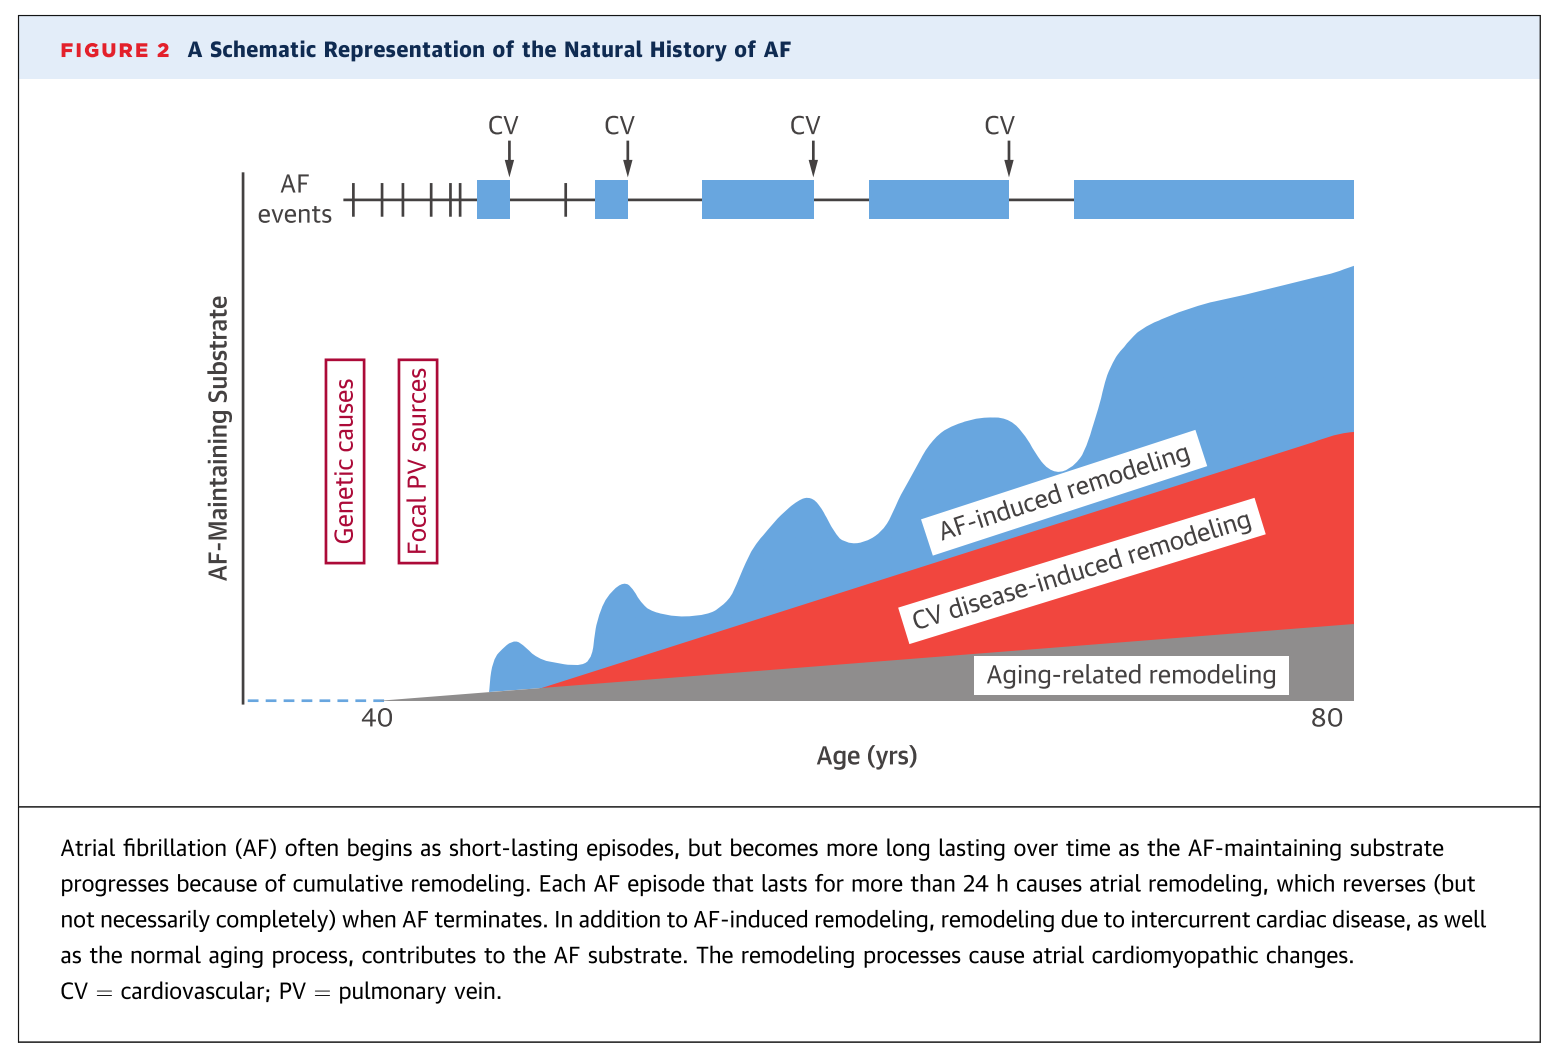 FIGURE 2 A Schematic Representation of the Natural History of AF
CV CV CV CV
AF
events
AF-Maintaining Substrate
Genetic causes
Focal PV sources
AF-induced remodeling
CV disease-induced remodeling
Aging-related remodeling
40 80
Age (yrs)
Atrial fibrillation (AF) often begins as short-lasting episodes, but becomes more long lasting over time as the AF-maintaining substrate
progresses because of cumulative remodeling. Each AF episode that lasts for more than 24 h causes atrial remodeling, which reverses (but
not necessarily completely) when AF terminates. In addition to AF-induced remodeling, remodeling due to intercurrent cardiac disease, as well
as the normal aging process, contributes to the AF substrate. The remodeling processes cause atrial cardiomyopathic changes.
CV = cardiovascular; PV = pulmonary vein.